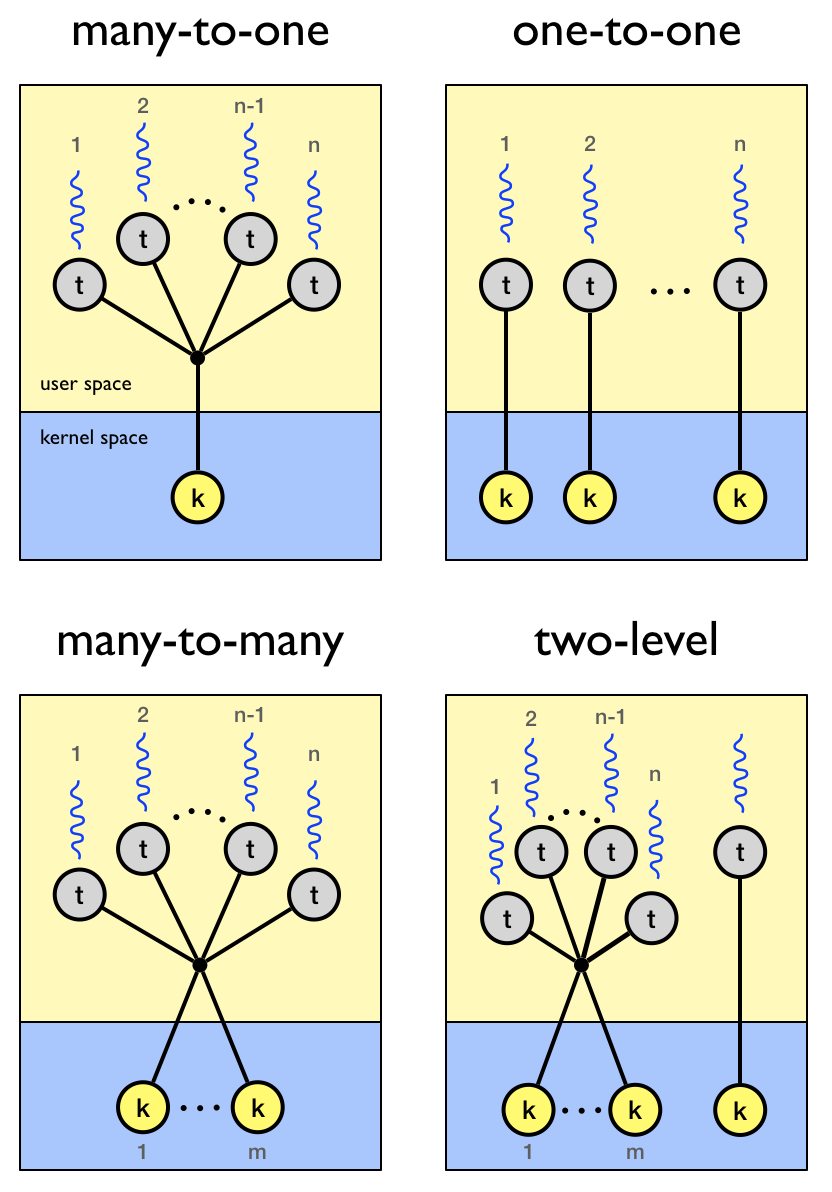 many-to-one
one-to-one
2 n-1
1 n
t t
t t
user space
kernel space
k
1 2 n
t t ... t
k k k
many-to-many
two-level
2 n-1
1 n
t t
t t
k ... k
1 m
2 n-1
n
1
t t t
t t
k ... k k
1 m